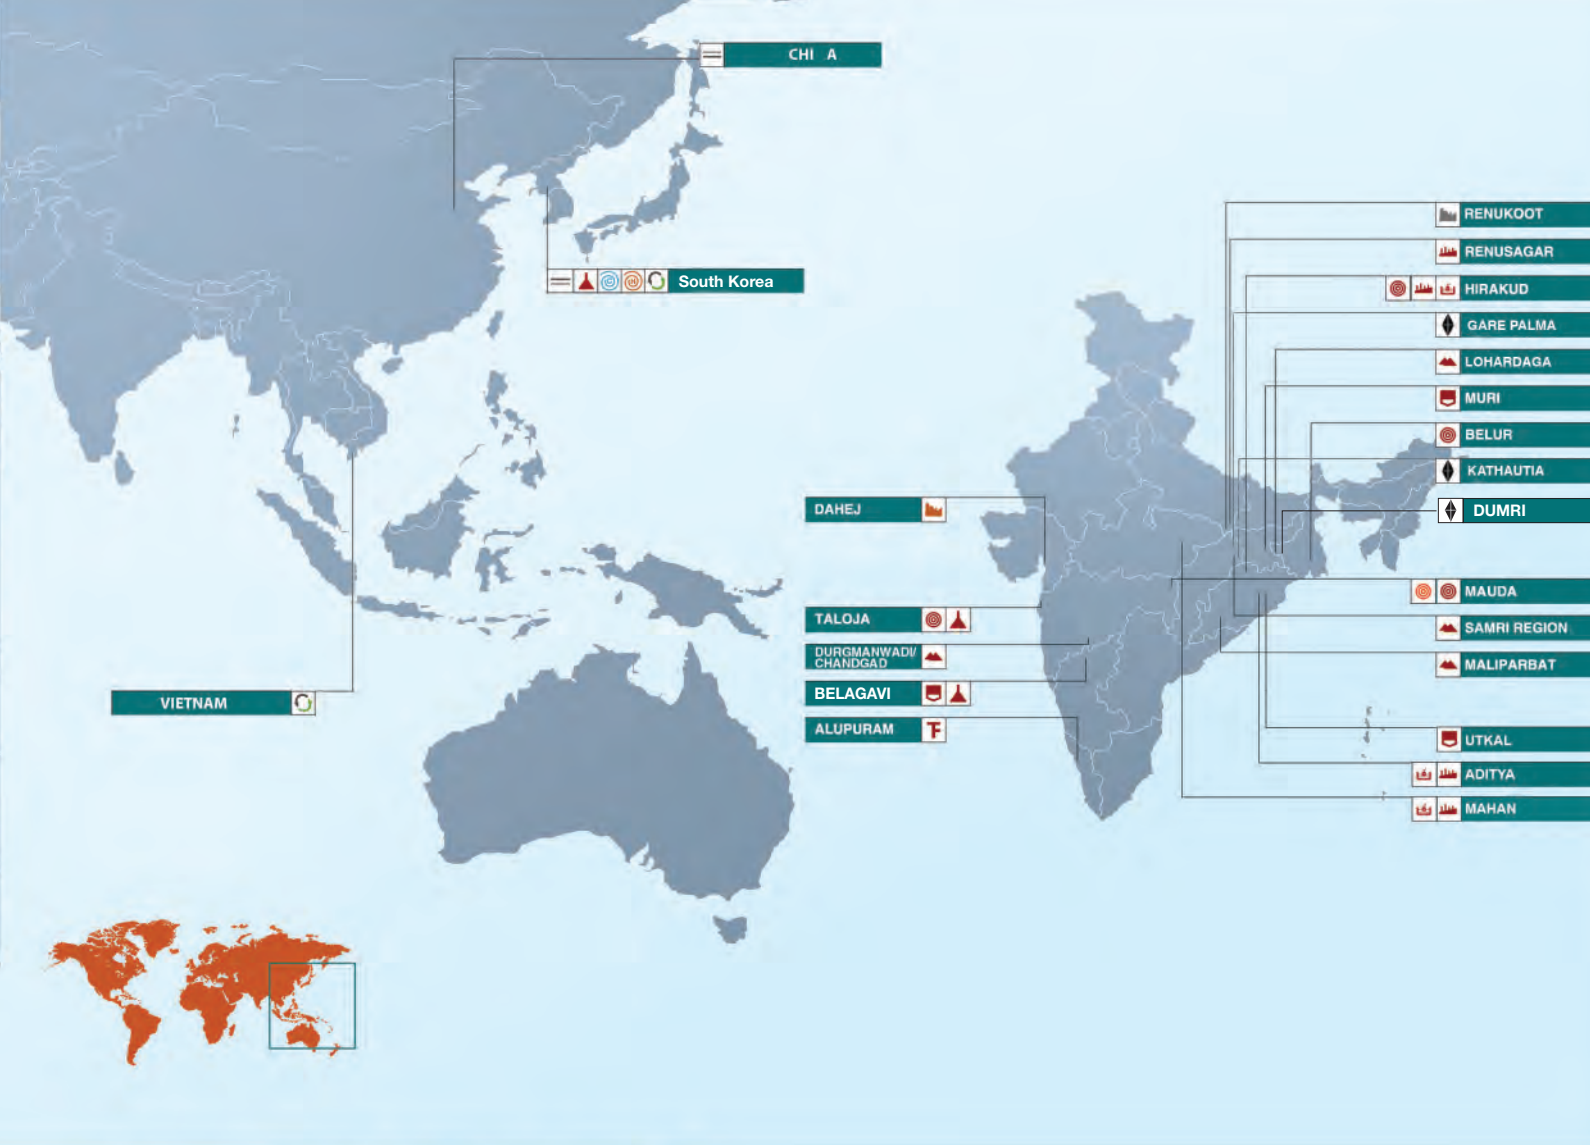 CHI A
South Korea
VIETNAM
DAHEJ
TALOJA
DURGMANWADI/
CHANDGAD
BELAGAVI
ALUPURAM
RENUKOOT
RENUSAGAR
HIRAKUD
GARE PALMA
LOHARDAGA
MURI
BELUR
KATHAUTIA
DUMRI
MAUDA
SAMRI REGION
MALIPARBAT
UTKAL
ADITYA
MAHAN